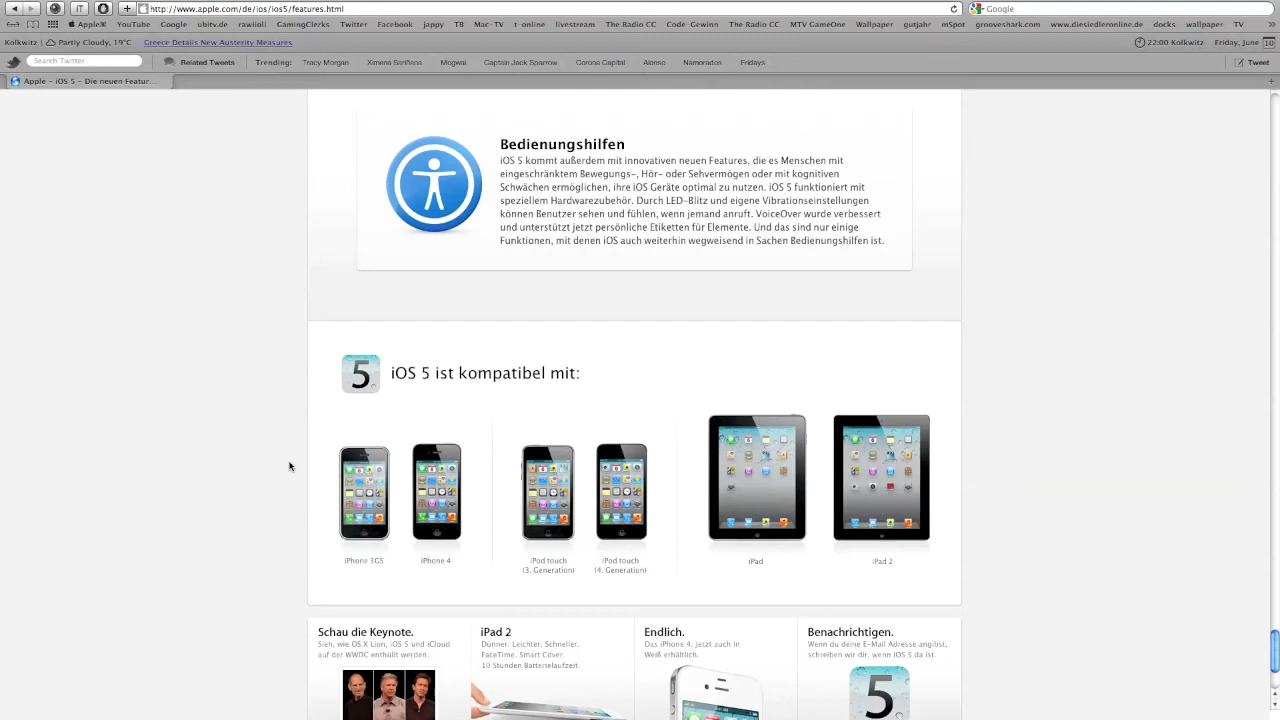 http://www.apple.com/de/ios/ios5/features.html
Google
Apple YouTube Google ubitv.de rawiioli GamingClerks Twitter Facebook jappy TB Mac-TV t-online livestream The Radio CC Code-Gewinn The Radio CC MTV GameOne Wallpaper gutjahr mSpot grooveshark.com www.diesiedleronline.de docks wallpaper TV
Kolkwitz | Partly Cloudy, 19°C Greece Details New Austerity Measures 22:00 Kolkwitz Friday, June 10
Search Twitter Related Tweets Trending: Tracy Morgan Ximena Sariñana Mogwai Captain Jack Sparrow Corona Capital Alonso Namorados Fridays Tweet
Apple - iOS 5 - Die neuen Featur...
Bedienungshilfen
iOS 5 kommt außerdem mit innovativen neuen Features, die es Menschen mit
eingeschränktem Bewegungs-, Hör- oder Sehvermögen oder mit kognitiven
Schwächen ermöglichen, ihre iOS Geräte optimal zu nutzen. iOS 5 funktioniert mit
speziellem Hardwarezubehör. Durch LED-Blitz und eigene Vibrationseinstellungen
können Benutzer sehen und fühlen, wenn jemand anruft. VoiceOver wurde verbessert
und unterstützt jetzt persönliche Etiketten für Elemente. Und das sind nur einige
Funktionen, mit denen iOS auch weiterhin wegweisend in Sachen Bedienungshilfen ist.
5
iOS 5 ist kompatibel mit:
iPhone 3GS
iPhone 4
iPod touch
(3. Generation)
iPod touch
(4. Generation)
iPad
iPad 2
Schau die Keynote.
Sieh, wie OS X Lion, iOS 5 und iCloud
auf der WWDC enthüllt werden.
iPad 2
Dünner. Leichter. Schneller.
FaceTime. Smart Cover.
10 Stunden Batterielaufzeit.
Endlich.
Das iPhone 4. Jetzt auch in
Weiß erhältlich.
Benachrichtigen.
Wenn du deine E-Mail Adresse angibst,
schreiben wir dir, wenn iOS 5 da ist.
5